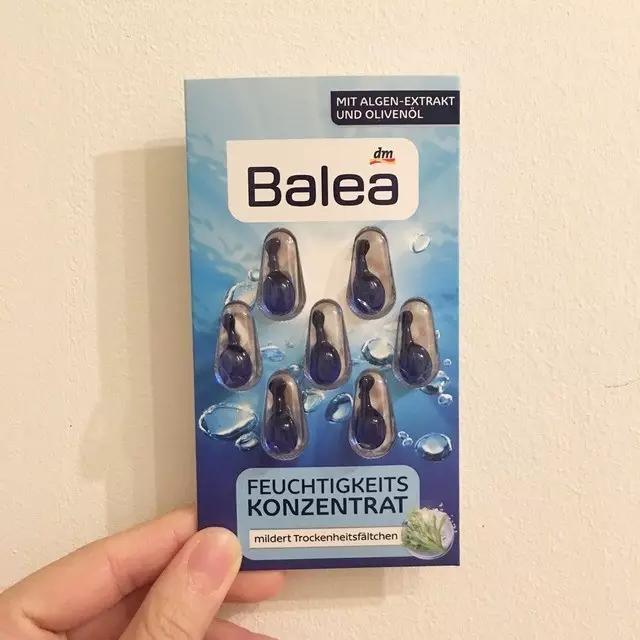 MIT ALGEN-EXTRAKT
UND OLIVENÖL
dm
Balea
FEUCHTIGKEITS
KONZENTRAT
mildert Trockenheitsfältchen